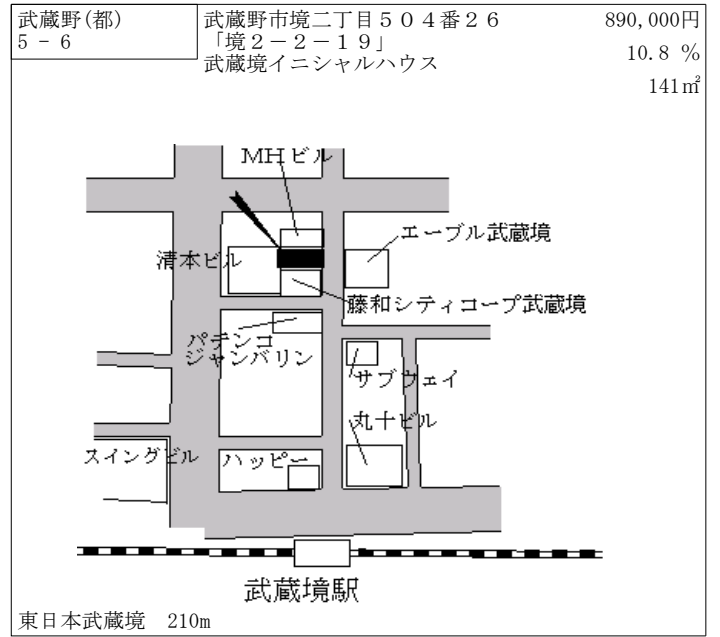 武蔵野(都)
5 - 6
武蔵野市境二丁目５０４番２６
「境２－２－１９」
武蔵境イニシャルハウス
890,000円
10.8 %
141㎡
MHビル
エーブル武蔵境
清本ビル
藤和シティコープ武蔵境
パチンコ
ジャンバリン
サブウェイ
丸十ビル
スイングビル
ハッピー
武蔵境駅
東日本武蔵境　210m